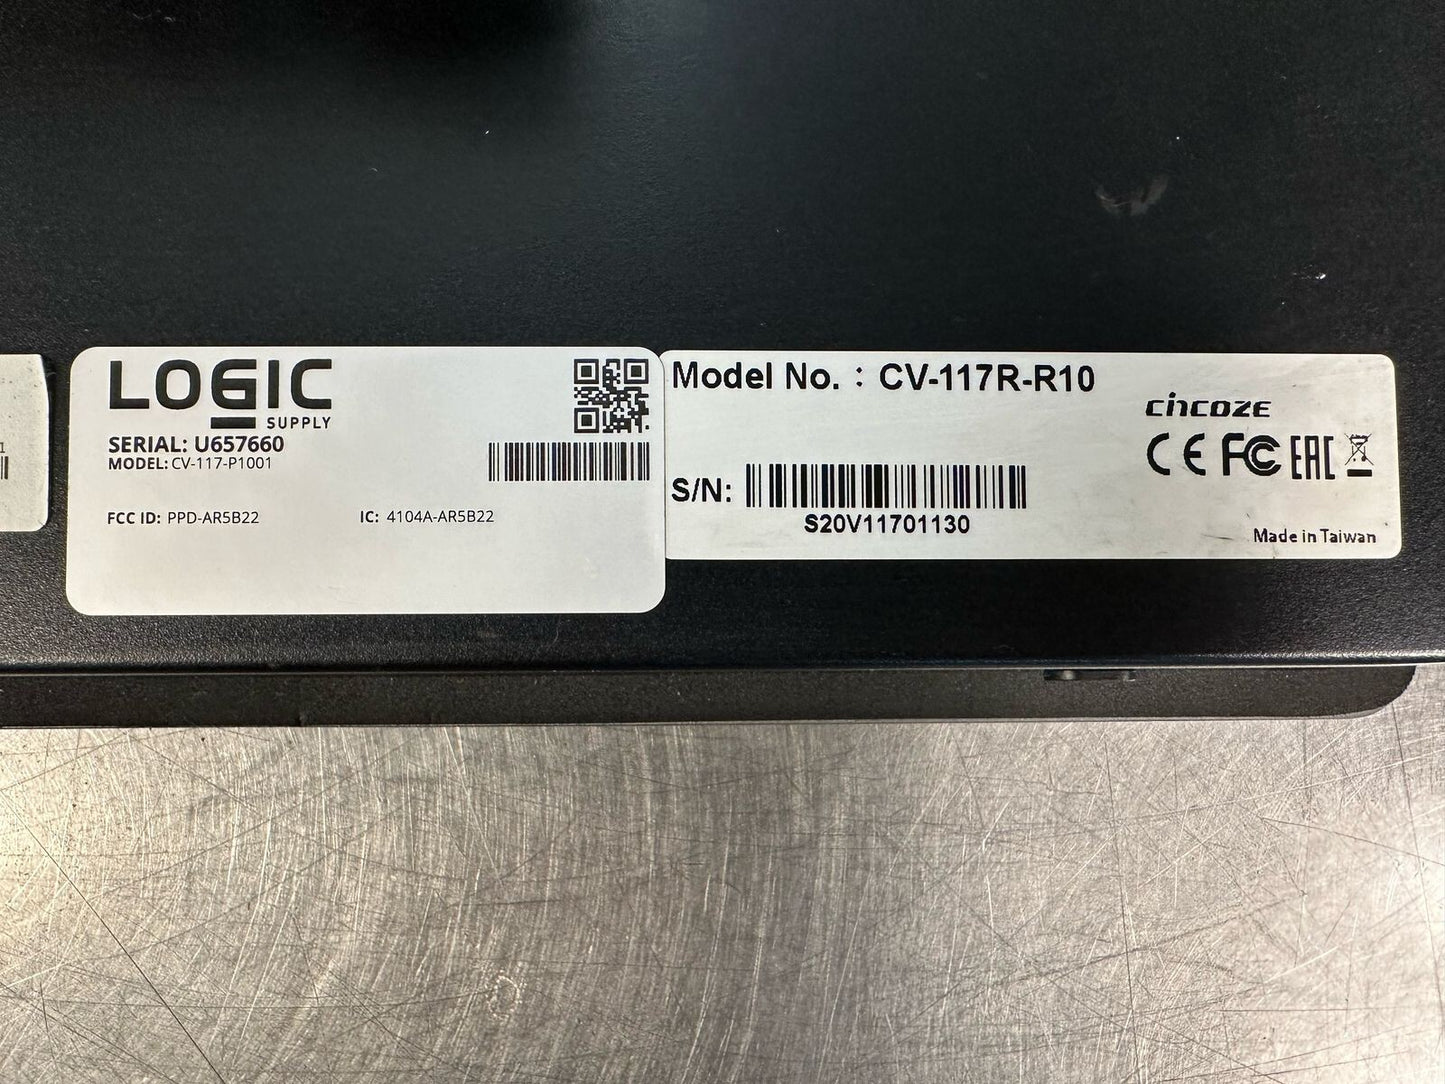 LOGIC
SUPPLY
SERIAL: U657660
MODEL: CV-117-P1001
FCC ID: PPD-AR5B22
IC: 4104A-AR5B22
Model No. : CV-117R-R10
cincoze
CE FC EAC
S/N:
S20V11701130
Made in Taiwan
1